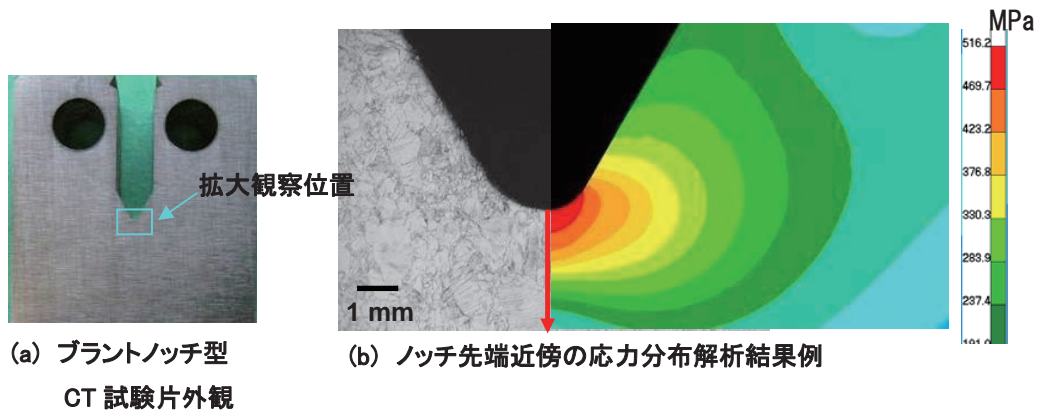 MPa
516.2
469.7
423.2
376.8
330.3
283.9
237.4
191.0
拡大観察位置
1 mm
(a) ブラントノッチ型
CT 試験片外観
(b) ノッチ先端近傍の応力分布解析結果例